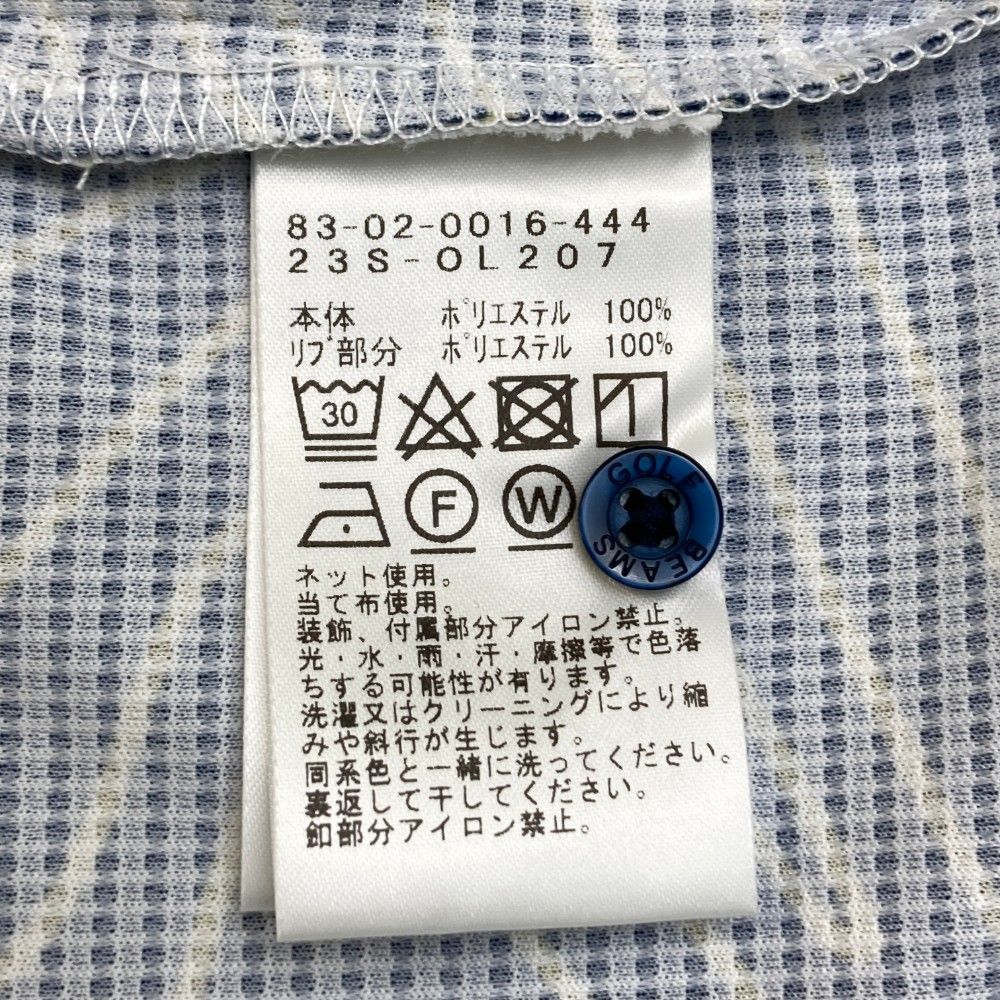 83-02-0016-444
23S-OL207
本体 ポリエステル 100%
リブ部分 ポリエステル 100%
30
F
W
GOLF
BEAMS
ネット使用。
当て布使用。
装飾、付属部分アイロン禁止。
光・水・雨・汗・摩擦等で色落
ちする可能性が有ります。
洗濯又はクリーニングにより縮
みや斜行が生じます。
同系色と一緒に洗ってください。
裏返して干してください。
釦部分アイロン禁止。